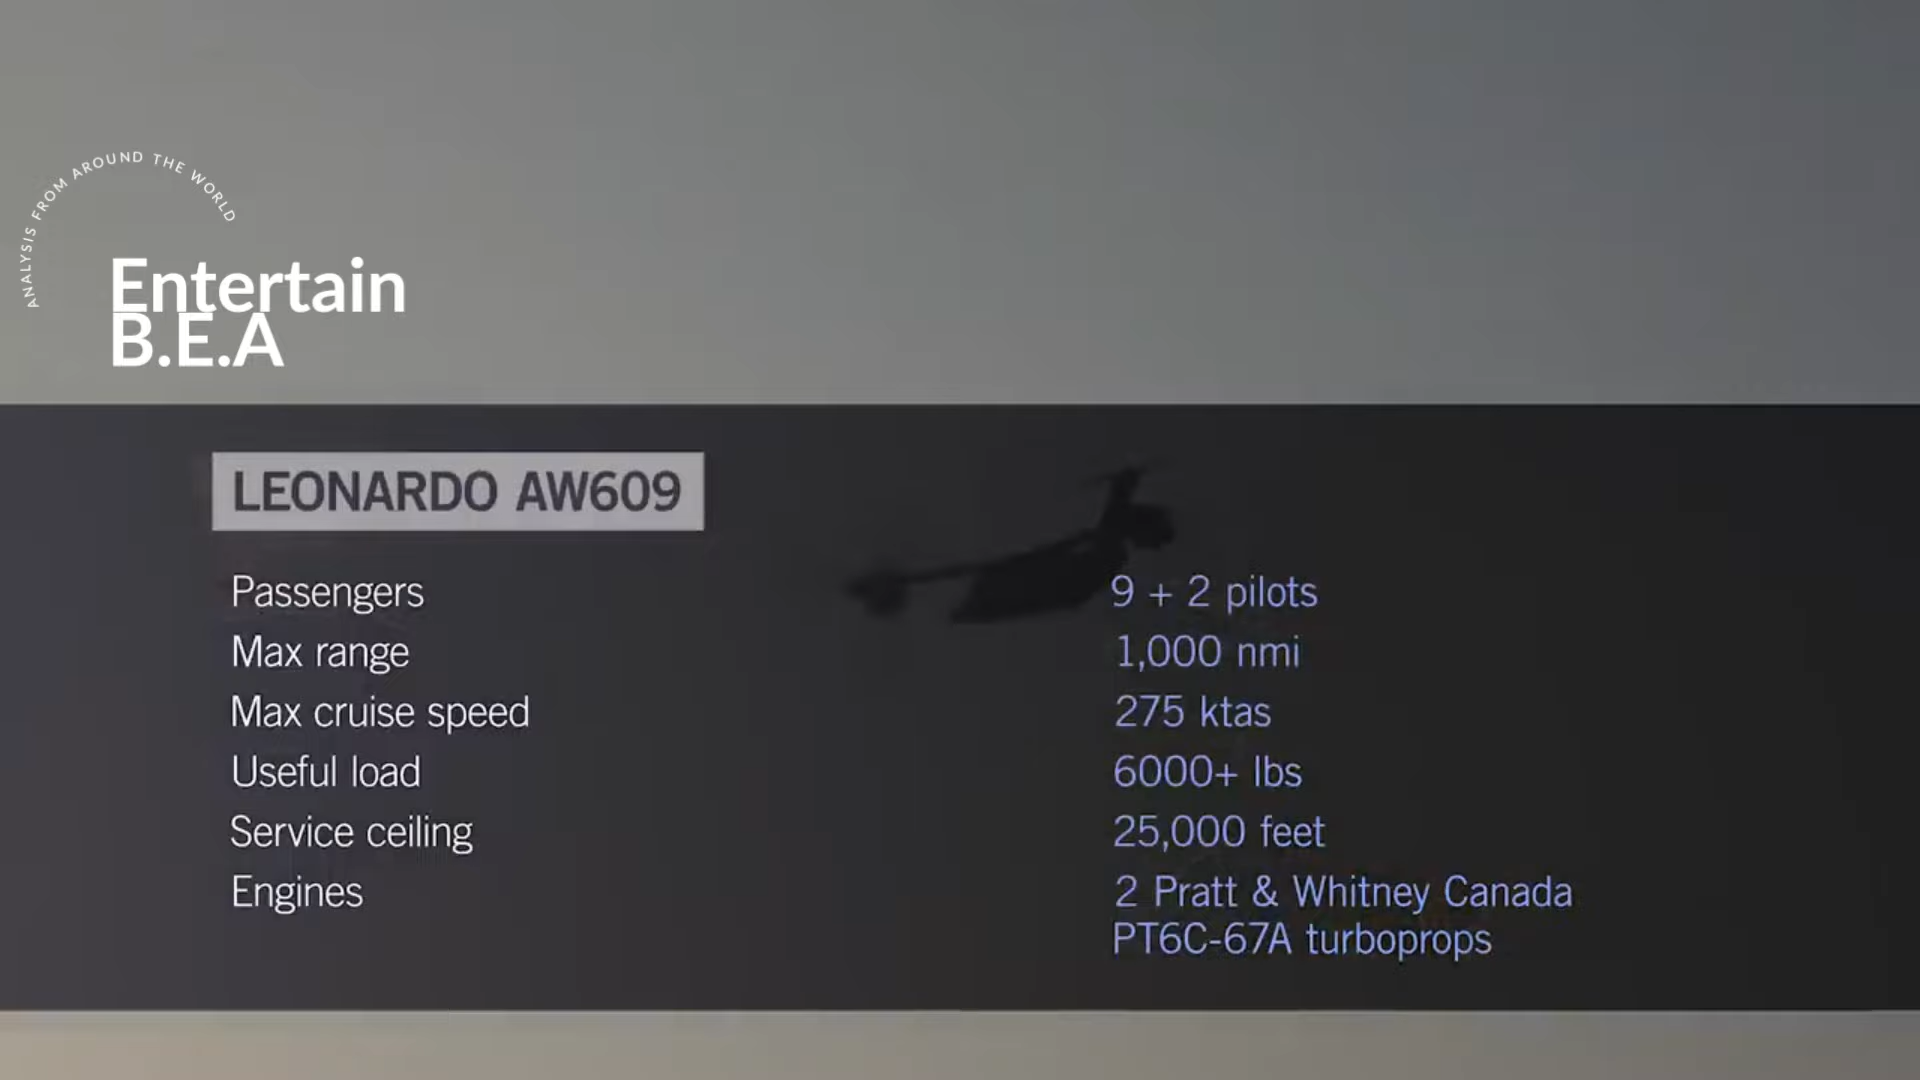 ANALYSIS FROM AROUND THE WORLD
Entertain
B.E.A
LEONARDO AW609
Passengers 9 + 2 pilots
Max range 1,000 nmi
Max cruise speed 275 ktas
Useful load 6000+ lbs
Service ceiling 25,000 feet
Engines 2 Pratt & Whitney Canada
PT6C-67A turboprops